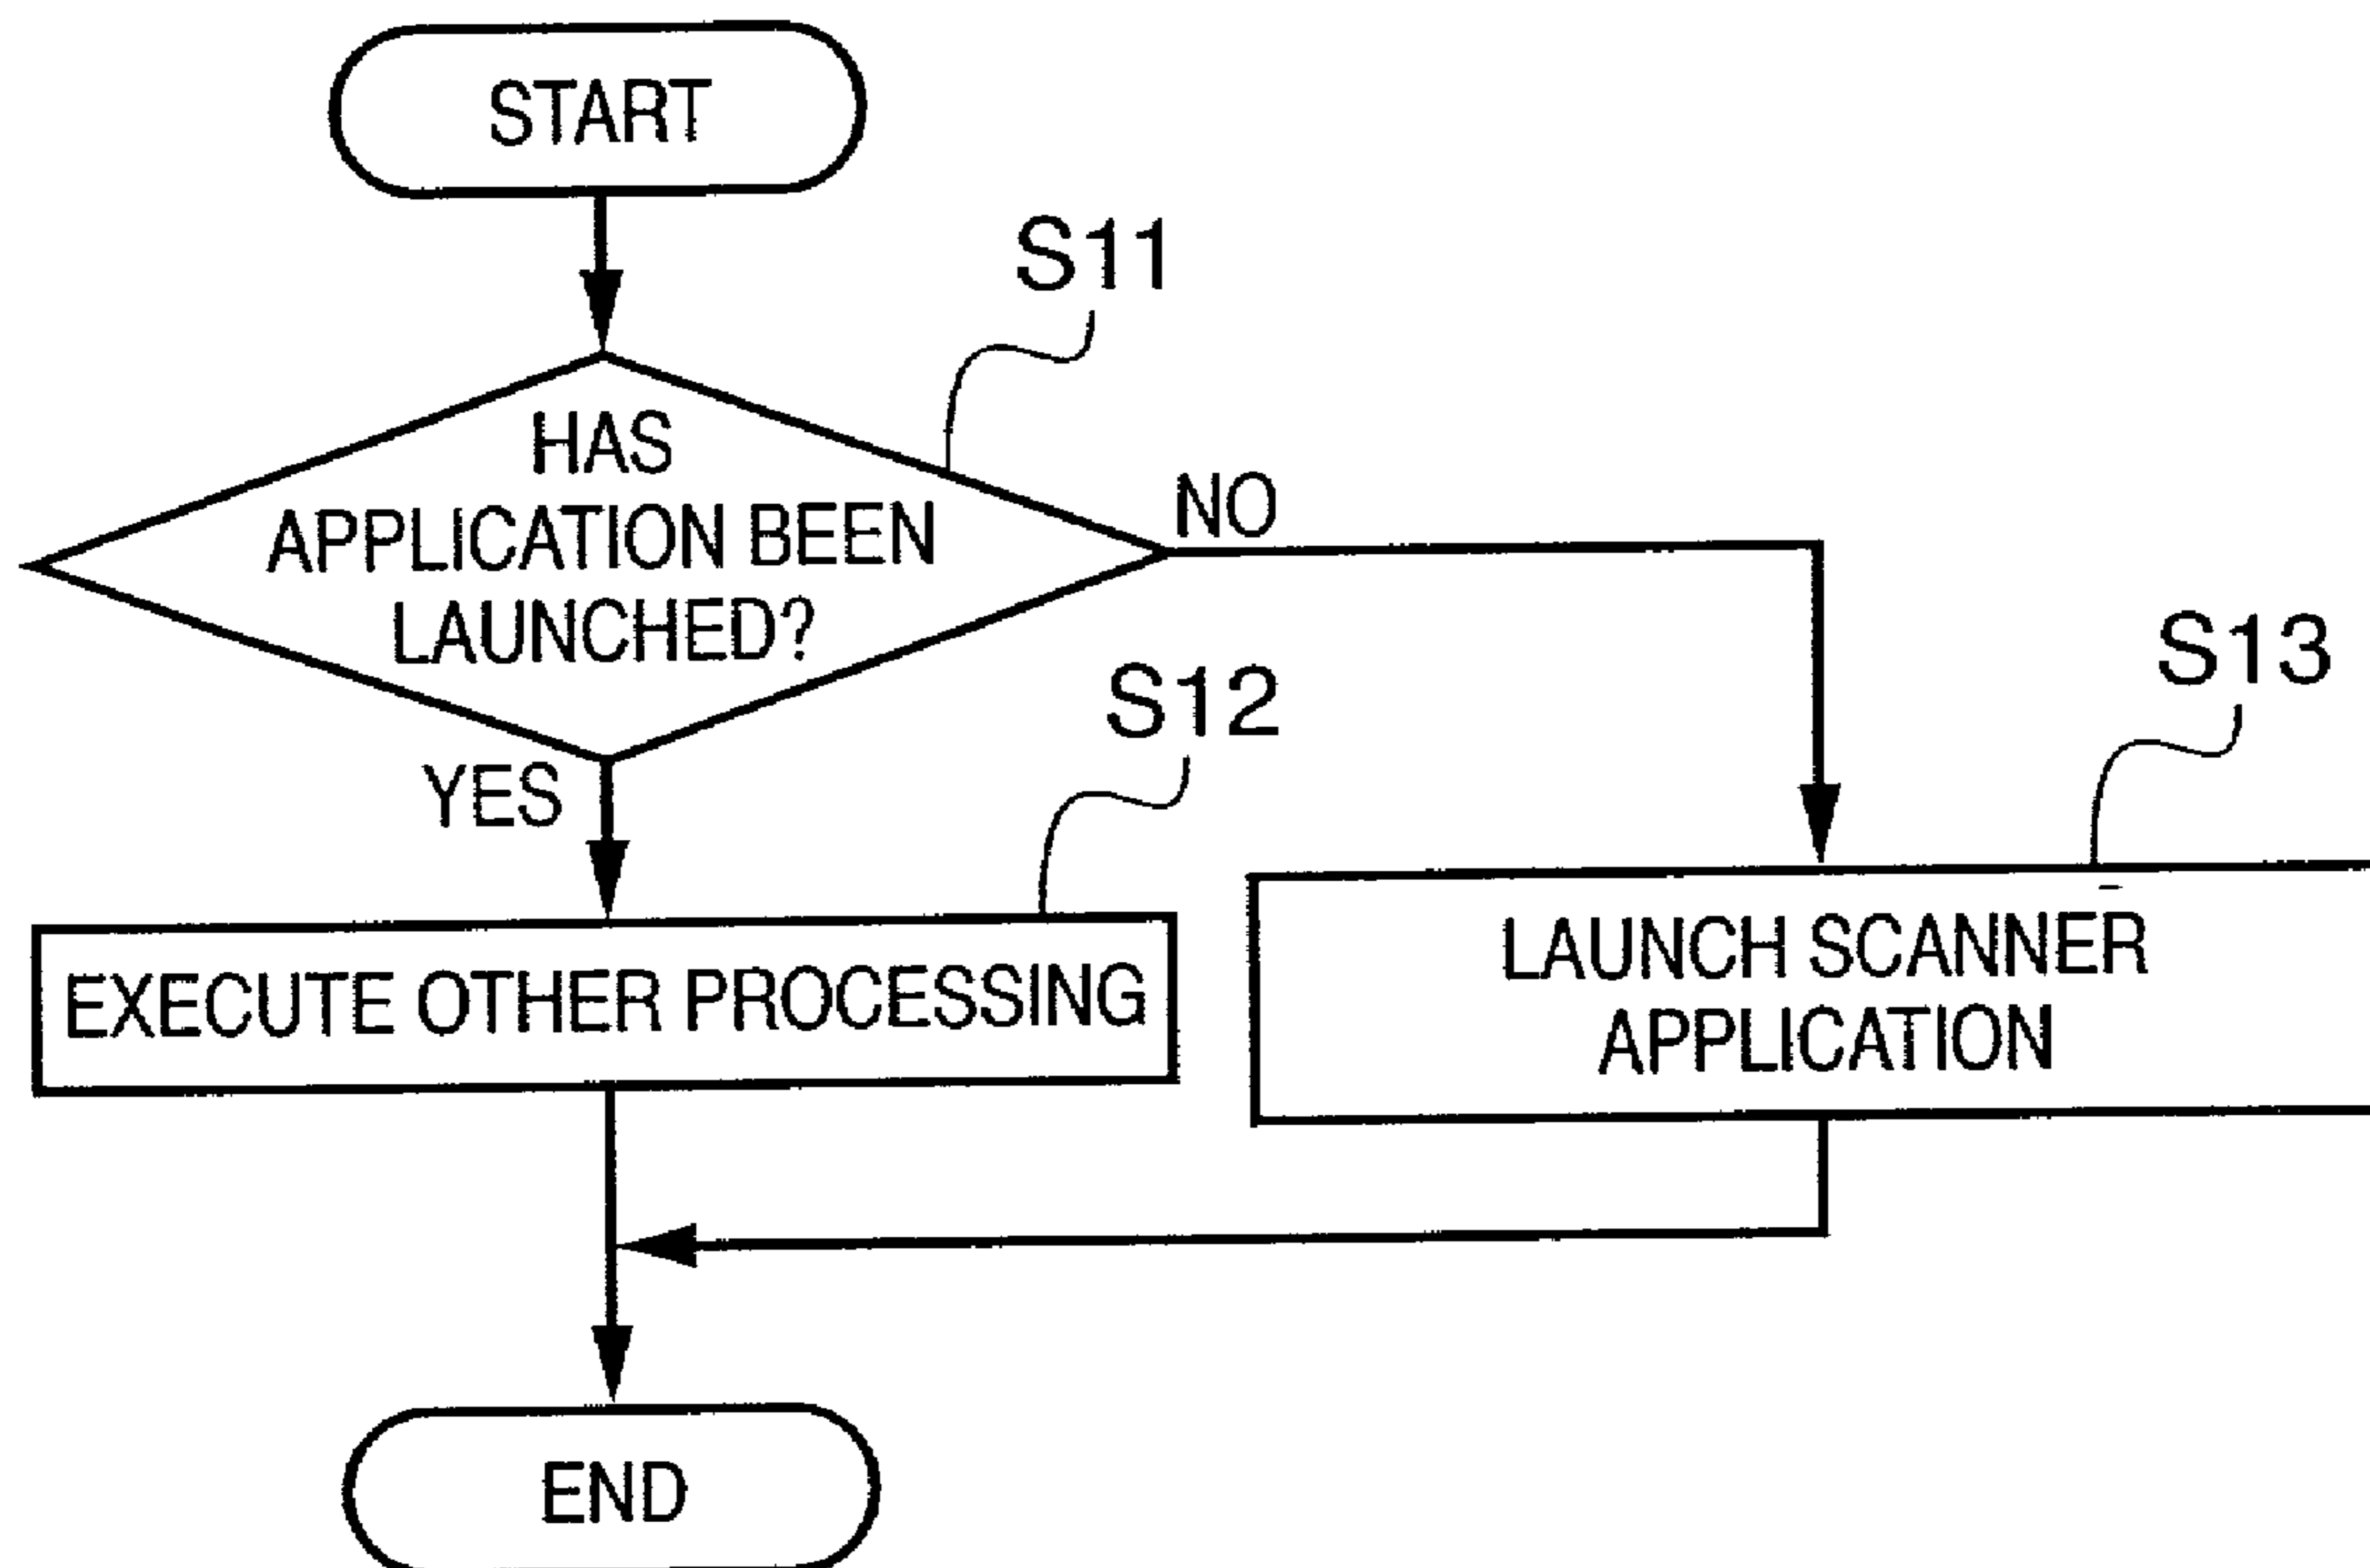 START
S11
HAS
APPLICATION BEEN
LAUNCHED?
NO
YES
S12
S13
EXECUTE OTHER PROCESSING
LAUNCH SCANNER
APPLICATION
END